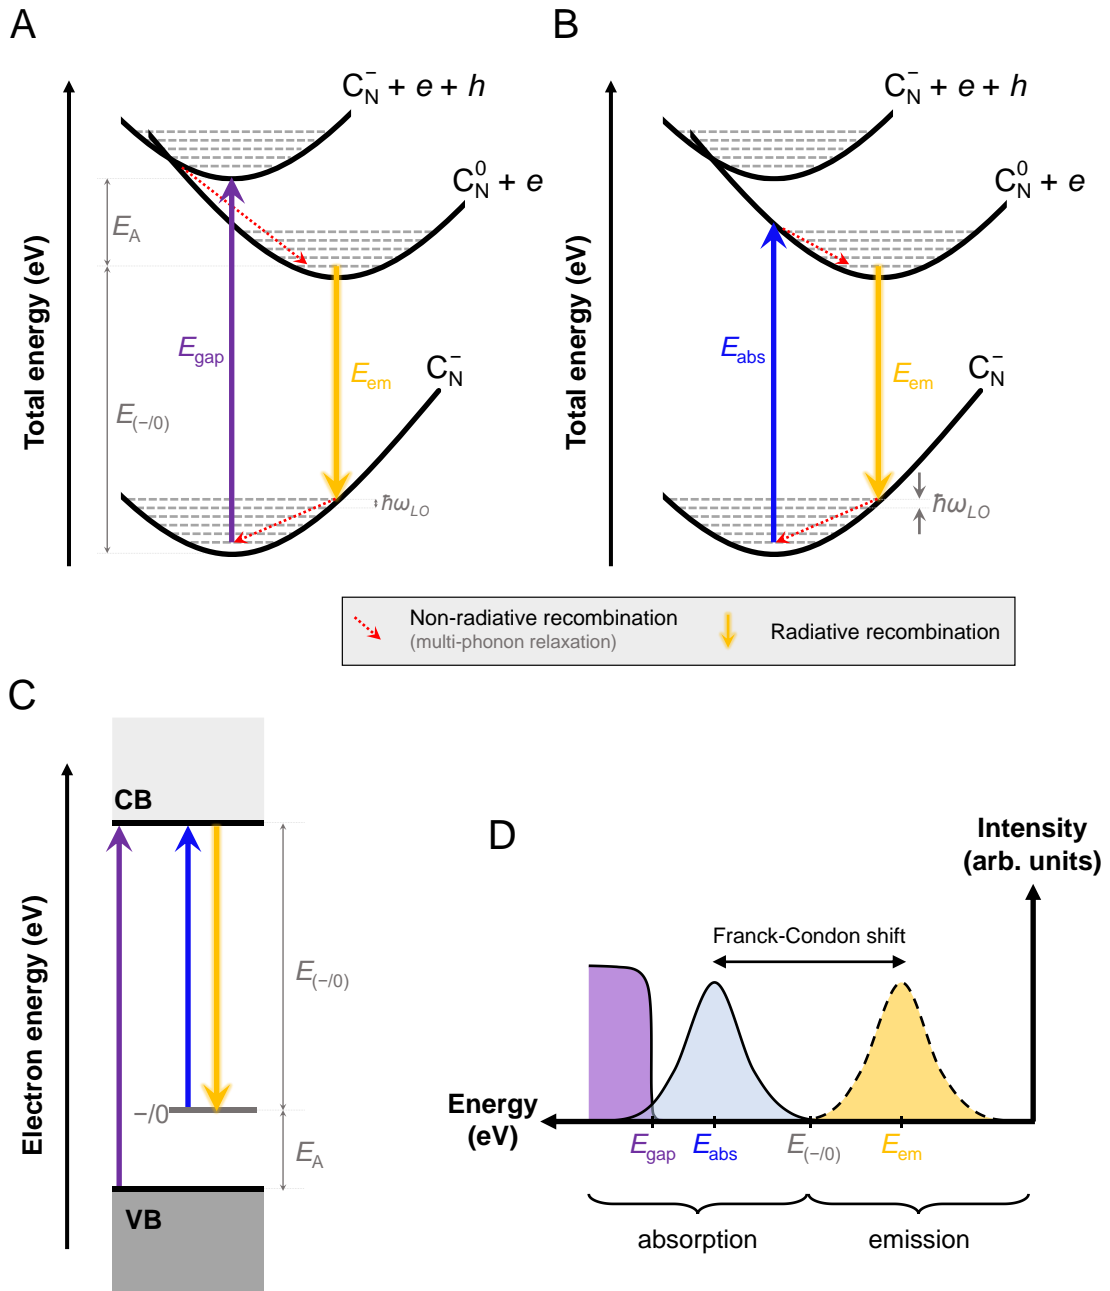 A
Total energy (eV)
C⁻N + e + h
C⁰N + e
C⁻N
EA
E(−/0)
Egap
Eem
ħωLO
B
Total energy (eV)
C⁻N + e + h
C⁰N + e
C⁻N
Eabs
Eem
ħωLO
Non-radiative recombination
(multi-phonon relaxation)
Radiative recombination
C
Electron energy (eV)
CB
E(−/0)
−/0
EA
VB
D
Intensity
(arb. units)
Franck-Condon shift
Energy
(eV)
Egap
Eabs
E(−/0)
Eem
absorption
emission